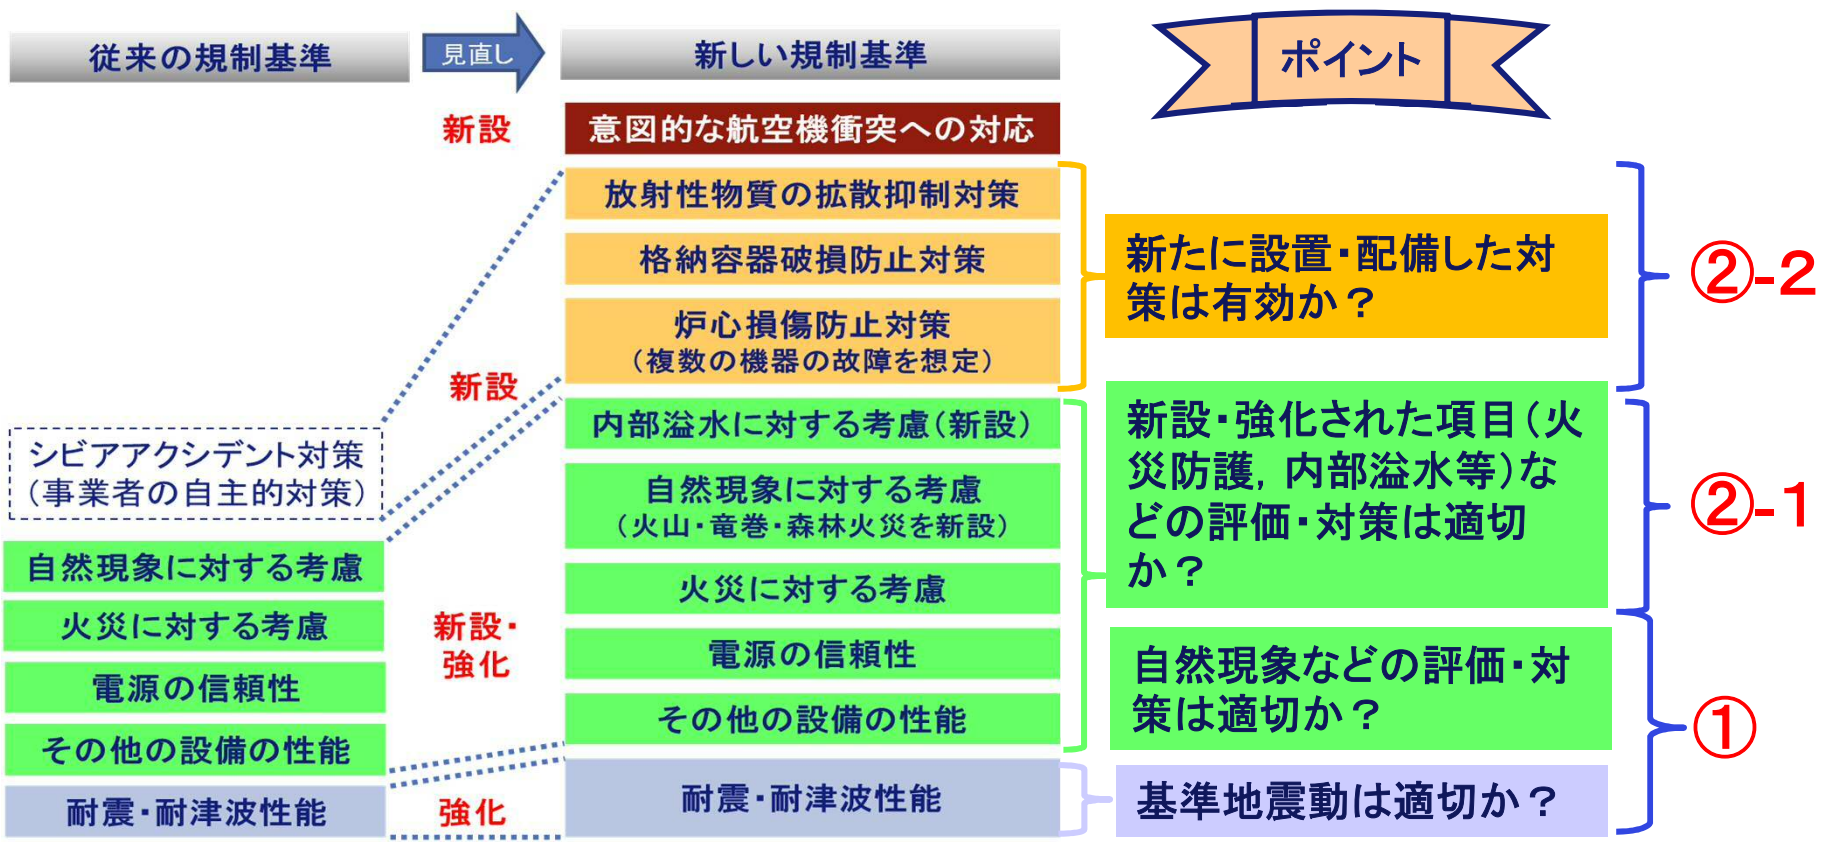 従来の規制基準
見直し
新しい規制基準
ポイント
新設
意図的な航空機衝突への対応
放射性物質の拡散抑制対策
格納容器破損防止対策
炉心損傷防止対策
（複数の機器の故障を想定）
新設
シビアアクシデント対策
（事業者の自主的対策）
内部溢水に対する考慮（新設）
自然現象に対する考慮
（火山・竜巻・森林火災を新設）
自然現象に対する考慮
火災に対する考慮
火災に対する考慮
新設・
強化
電源の信頼性
電源の信頼性
その他の設備の性能
その他の設備の性能
耐震・耐津波性能
強化
耐震・耐津波性能
新たに設置・配備した対
策は有効か？
②-2
新設・強化された項目（火
災防護，内部溢水等）な
どの評価・対策は適切
か？
②-1
自然現象などの評価・対
策は適切か？
①
基準地震動は適切か？